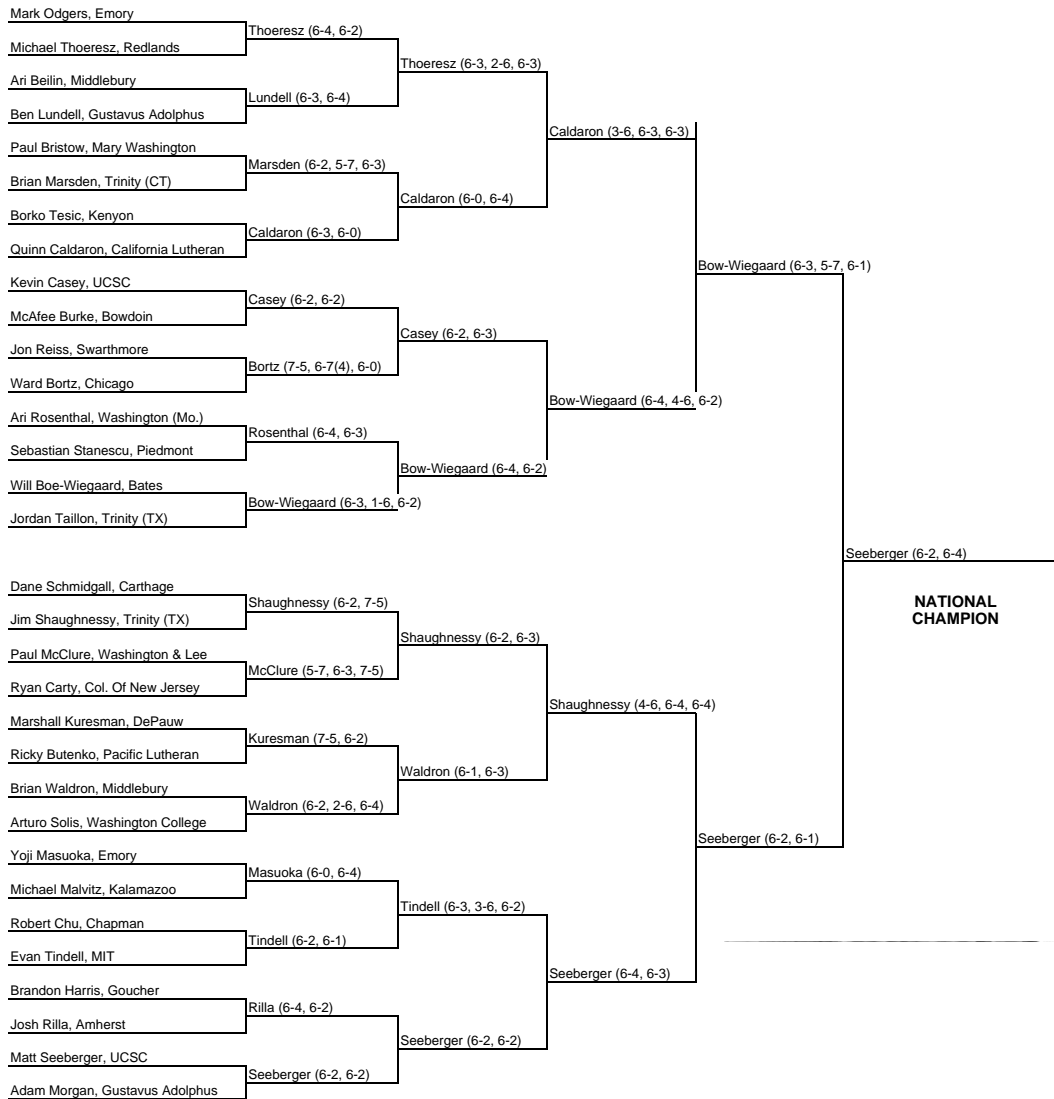 Mark Odgers, Emory
Thoeresz (6-4, 6-2)
Michael Thoeresz, Redlands
Thoeresz (6-3, 2-6, 6-3)
Ari Beilin, Middlebury
Lundell (6-3, 6-4)
Ben Lundell, Gustavus Adolphus
Caldaron (3-6, 6-3, 6-3)
Paul Bristow, Mary Washington
Marsden (6-2, 5-7, 6-3)
Brian Marsden, Trinity (CT)
Caldaron (6-0, 6-4)
Borko Tesic, Kenyon
Caldaron (6-3, 6-0)
Quinn Caldaron, California Lutheran
Bow-Wiegaard (6-3, 5-7, 6-1)
Kevin Casey, UCSC
Casey (6-2, 6-2)
McAfee Burke, Bowdoin
Casey (6-2, 6-3)
Jon Reiss, Swarthmore
Bortz (7-5, 6-7(4), 6-0)
Ward Bortz, Chicago
Bow-Wiegaard (6-4, 4-6, 6-2)
Ari Rosenthal, Washington (Mo.)
Rosenthal (6-4, 6-3)
Sebastian Stanescu, Piedmont
Bow-Wiegaard (6-4, 6-2)
Will Boe-Wiegaard, Bates
Bow-Wiegaard (6-3, 1-6, 6-2)
Jordan Taillon, Trinity (TX)
Seeberger (6-2, 6-4)
NATIONAL
CHAMPION
Dane Schmidgall, Carthage
Shaughnessy (6-2, 7-5)
Jim Shaughnessy, Trinity (TX)
Shaughnessy (6-2, 6-3)
Paul McClure, Washington & Lee
McClure (5-7, 6-3, 7-5)
Ryan Carty, Col. Of New Jersey
Shaughnessy (4-6, 6-4, 6-4)
Marshall Kuresman, DePauw
Kuresman (7-5, 6-2)
Ricky Butenko, Pacific Lutheran
Waldron (6-1, 6-3)
Brian Waldron, Middlebury
Waldron (6-2, 2-6, 6-4)
Arturo Solis, Washington College
Seeberger (6-2, 6-1)
Yoji Masuoka, Emory
Masuoka (6-0, 6-4)
Michael Malvitz, Kalamazoo
Tindell (6-3, 3-6, 6-2)
Robert Chu, Chapman
Tindell (6-2, 6-1)
Evan Tindell, MIT
Seeberger (6-4, 6-3)
Brandon Harris, Goucher
Rilla (6-4, 6-2)
Josh Rilla, Amherst
Seeberger (6-2, 6-2)
Matt Seeberger, UCSC
Seeberger (6-2, 6-2)
Adam Morgan, Gustavus Adolphus